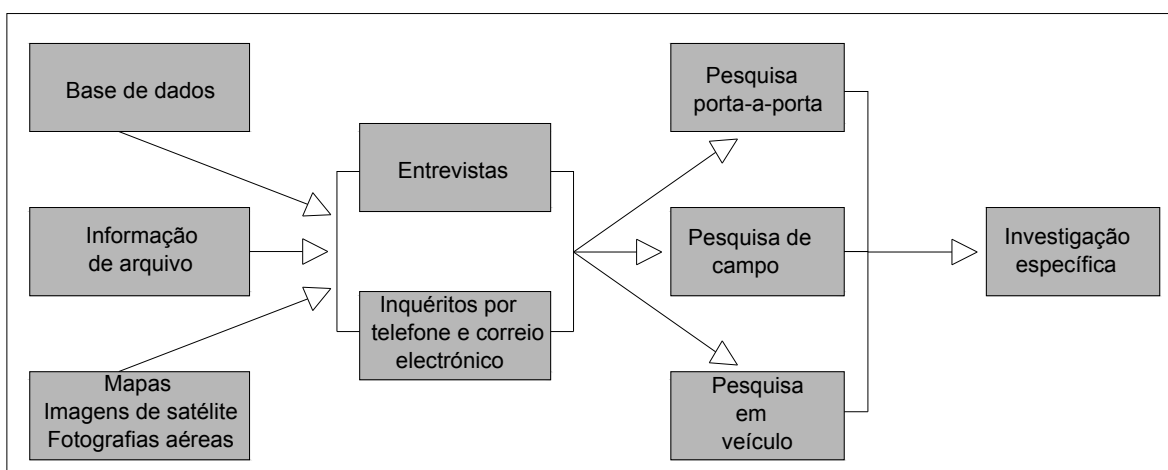 Base de dados
Informação
de arquivo
Mapas
Imagens de satélite
Fotografias aéreas
Entrevistas
Inquéritos por
telefone e correio
electrónico
Pesquisa
porta-a-porta
Pesquisa de
campo
Pesquisa
em
veículo
Investigação
específica